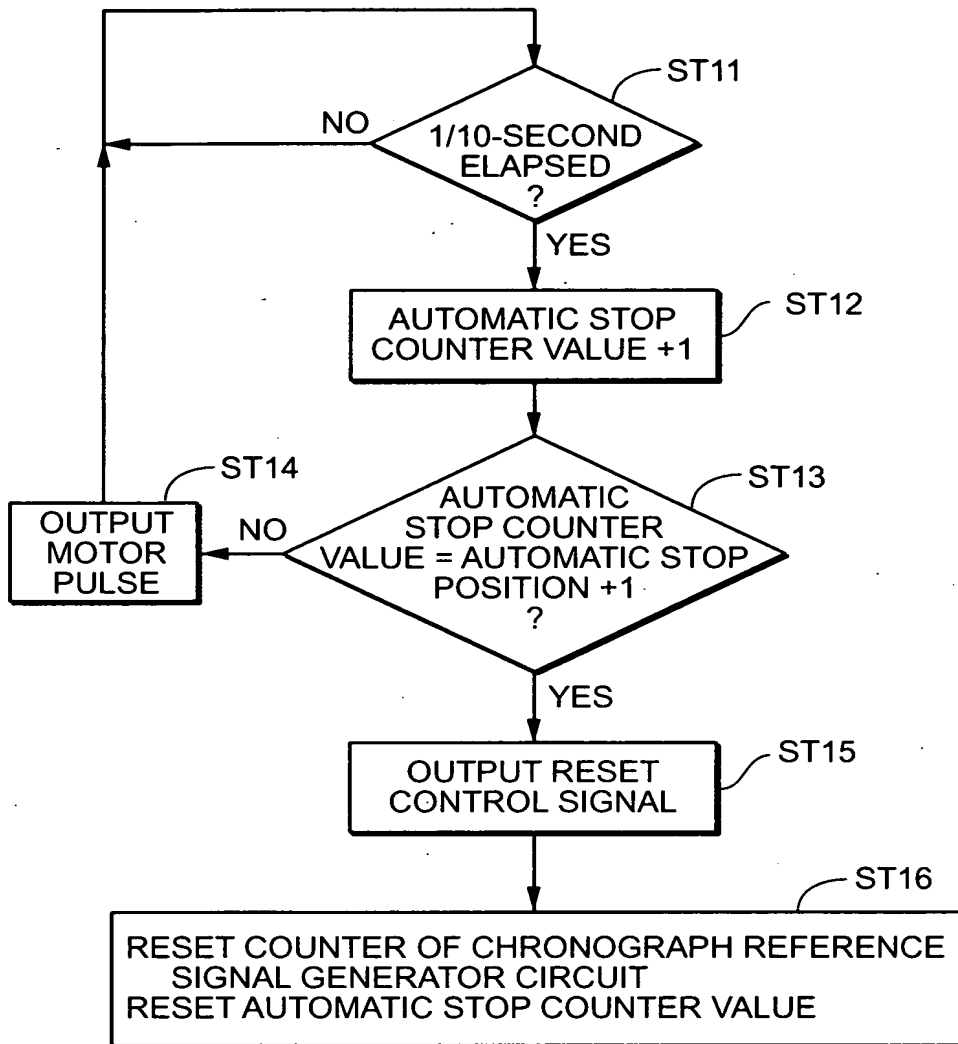 ST11
NO
1/10-SECOND
ELAPSED
?
YES
ST12
AUTOMATIC STOP
COUNTER VALUE +1
ST14
ST13
OUTPUT
MOTOR
PULSE
NO
AUTOMATIC
STOP COUNTER
VALUE = AUTOMATIC STOP
POSITION +1
?
YES
ST15
OUTPUT RESET
CONTROL SIGNAL
ST16
RESET COUNTER OF CHRONOGRAPH REFERENCE
SIGNAL GENERATOR CIRCUIT
RESET AUTOMATIC STOP COUNTER VALUE